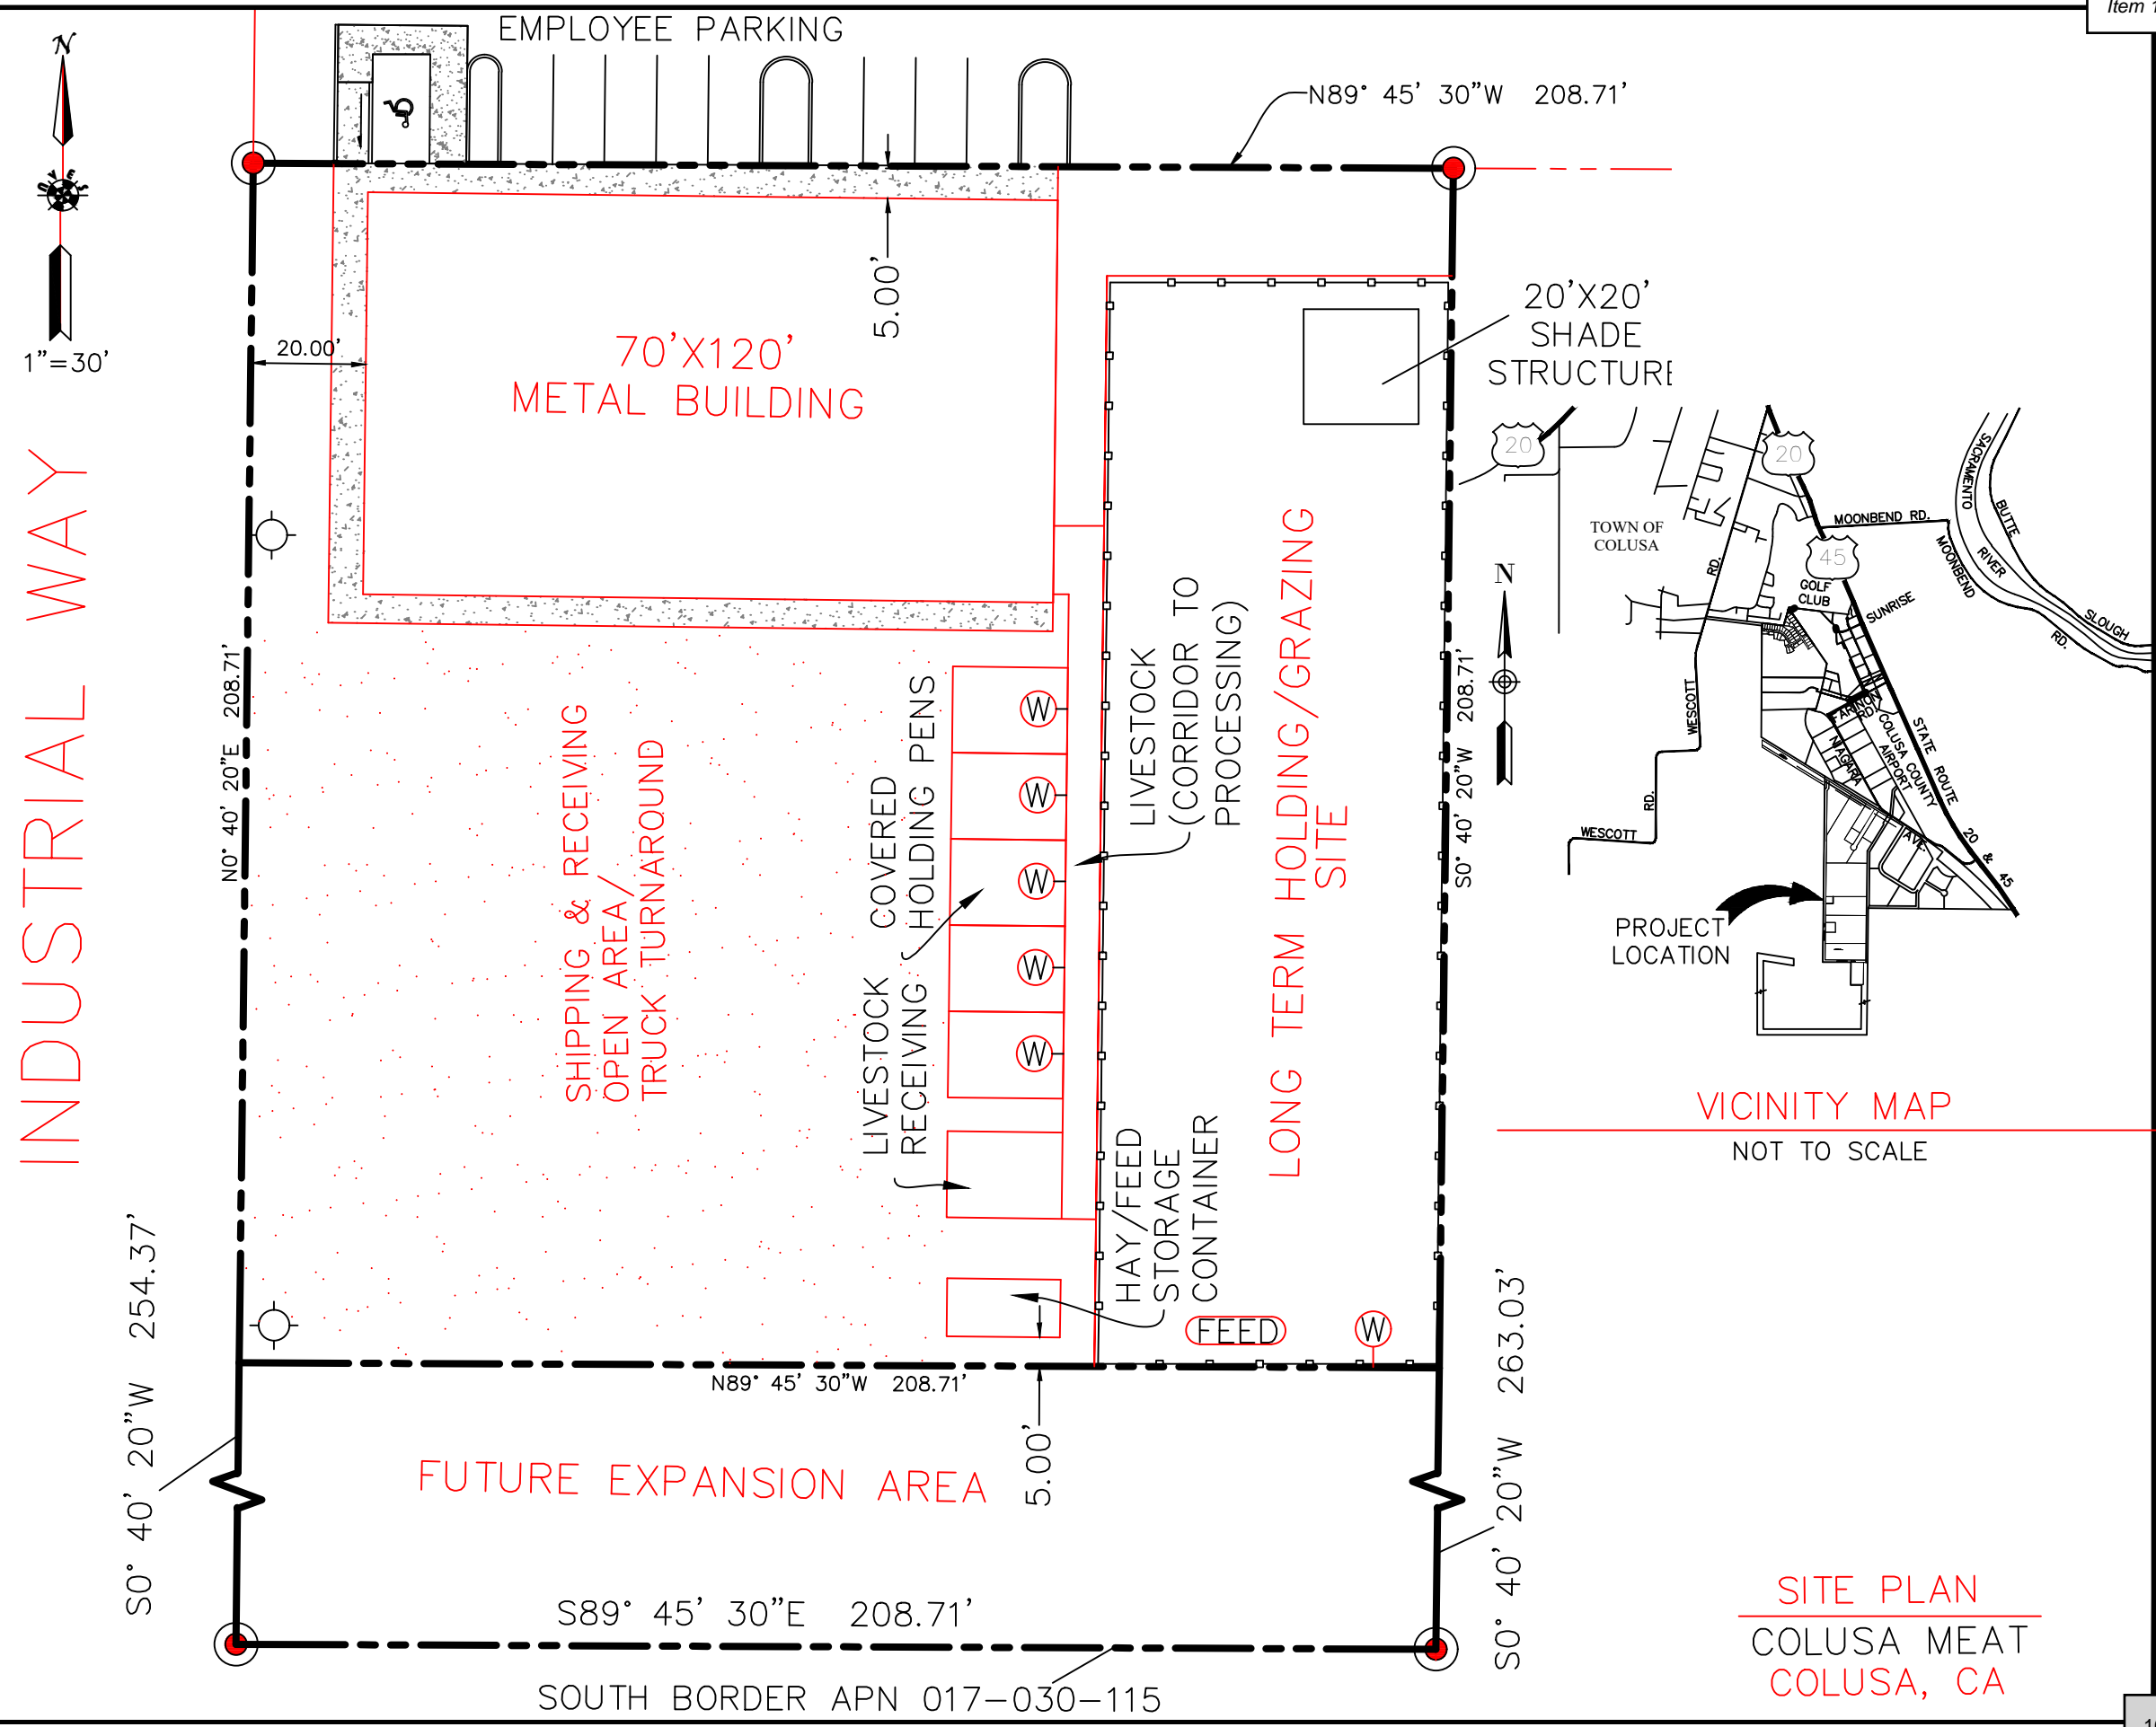 Item 1
EMPLOYEE PARKING
N
N89° 45' 30"W 208.71'
1"=30'
20.00'
5.00'
70'X120'
METAL BUILDING
20'X20'
SHADE
STRUCTURE
INDUSTRIAL WAY
N0° 40' 20"E 208.71'
SHIPPING & RECEIVING
OPEN AREA/
TRUCK TURNAROUND
COVERED
HOLDING PENS
LIVESTOCK
RECEIVING
W
W
W
W
W
LIVESTOCK
(CORRIDOR TO
PROCESSING)
LONG TERM HOLDING/GRAZING
SITE
HAY/FEED
STORAGE
CONTAINER
FEED
W
S0° 40' 20"W 208.71'
N89° 45' 30"W 208.71'
5.00'
S0° 40' 20"W 254.37'
S0° 40' 20"W 263.03'
FUTURE EXPANSION AREA
S89° 45' 30"E 208.71'
SOUTH BORDER APN 017-030-115
20
20
45
N
TOWN OF
COLUSA
MOONBEND RD.
MOONBEND
RD.
SACRAMENTO
RIVER
BUTTE
SLOUGH
GOLF
CLUB
SUNRISE
RD.
WESCOTT
RD.
WESCOTT
FARINON
RD.
NIAGARA
AVE.
COLUSA COUNTY
AIRPORT
STATE ROUTE 20 & 45
PROJECT
LOCATION
VICINITY MAP
NOT TO SCALE
SITE PLAN
COLUSA MEAT
COLUSA, CA